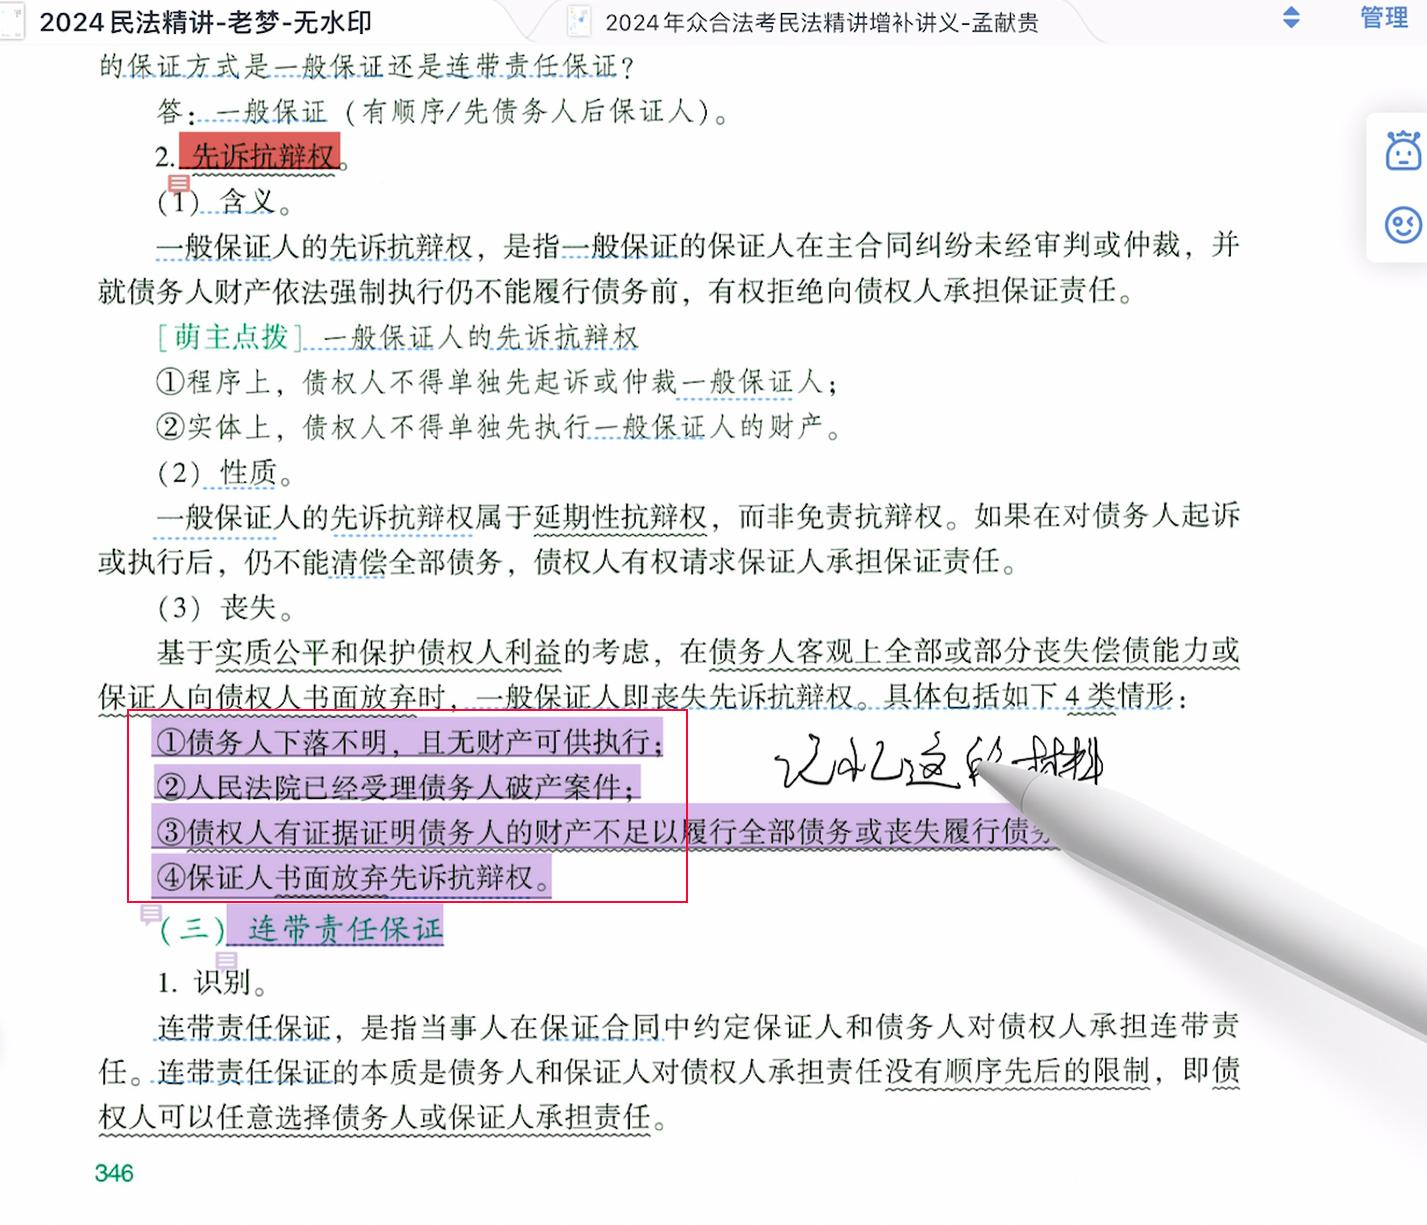 2024民法精讲-老梦-无水印
2024年众合法考民法精讲增补讲义-孟献贵
管理
的保证方式是一般保证还是连带责任保证?
答:一般保证(有顺序/先债务人后保证人)。
2. 先诉抗辩权。
(1) 含义。
一般保证人的先诉抗辩权,是指一般保证的保证人在主合同纠纷未经审判或仲裁,并
就债务人财产依法强制执行仍不能履行债务前,有权拒绝向债权人承担保证责任。
[萌主点拨] 一般保证人的先诉抗辩权
①程序上,债权人不得单独先起诉或仲裁一般保证人;
②实体上,债权人不得单独先执行一般保证人的财产。
(2) 性质。
一般保证人的先诉抗辩权属于延期性抗辩权,而非免责抗辩权。如果在对债务人起诉
或执行后,仍不能清偿全部债务,债权人有权请求保证人承担保证责任。
(3) 丧失。
基于实质公平和保护债权人利益的考虑,在债务人客观上全部或部分丧失偿债能力或
保证人向债权人书面放弃时,一般保证人即丧失先诉抗辩权。具体包括如下4类情形:
①债务人下落不明,且无财产可供执行;
记忆这段材料
②人民法院已经受理债务人破产案件;
③债权人有证据证明债务人的财产不足以履行全部债务或丧失履行债务
④保证人书面放弃先诉抗辩权。
(三) 连带责任保证
1. 识别。
连带责任保证,是指当事人在保证合同中约定保证人和债务人对债权人承担连带责
任。连带责任保证的本质是债务人和保证人对债权人承担责任没有顺序先后的限制,即债
权人可以任意选择债务人或保证人承担责任。
346